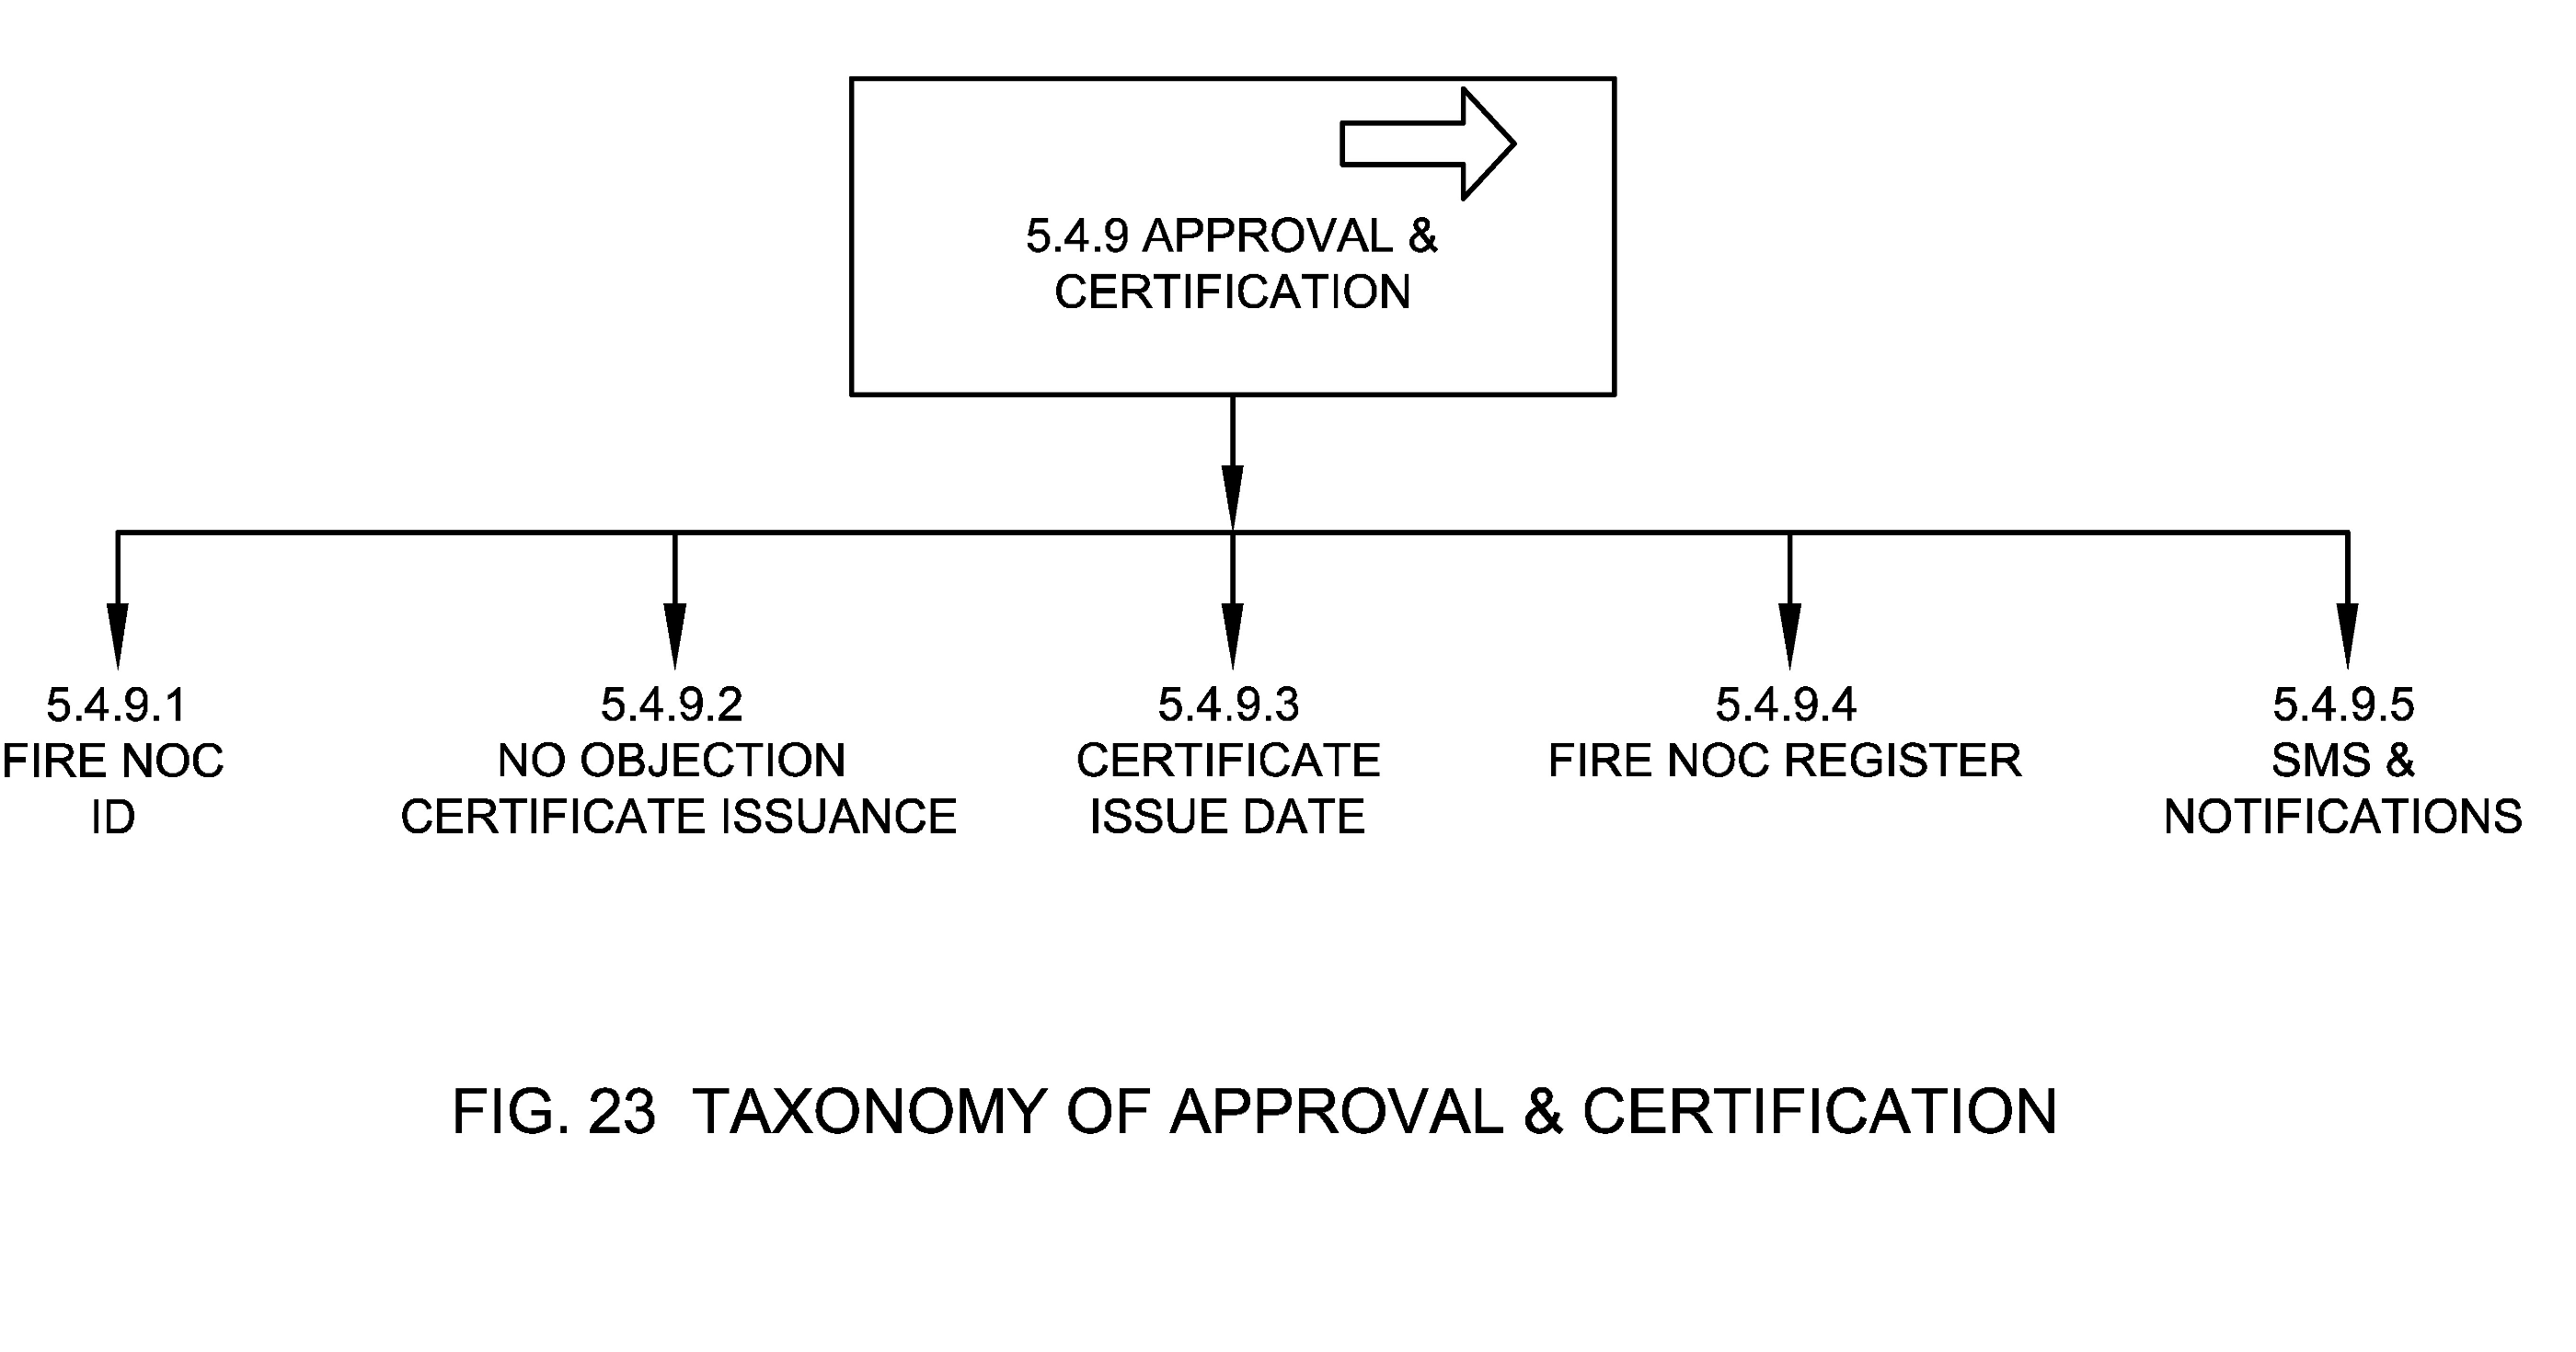 5.4.9 APPROVAL &
CERTIFICATION
5.4.9.1
FIRE NOC
ID
5.4.9.2
NO OBJECTION
CERTIFICATE ISSUANCE
5.4.9.3
CERTIFICATE
ISSUE DATE
5.4.9.4
FIRE NOC REGISTER
5.4.9.5
SMS &
NOTIFICATIONS
FIG. 23 TAXONOMY OF APPROVAL & CERTIFICATION